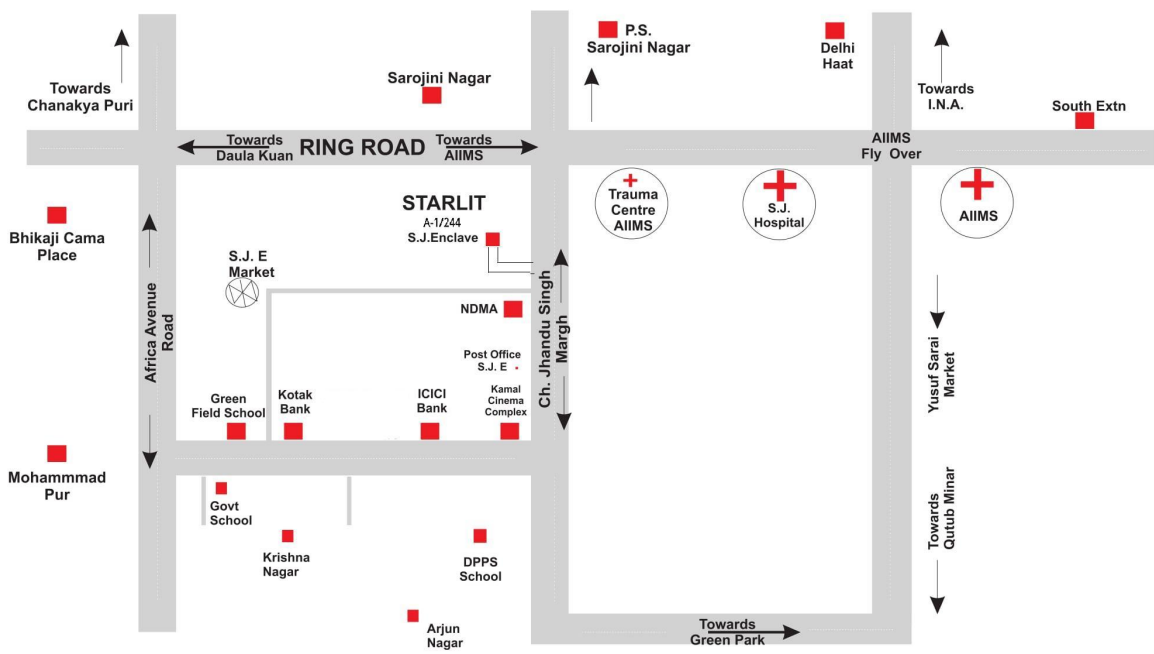 P.S.
Sarojini Nagar
Delhi
Haat
Towards
Chanakya Puri
Sarojini Nagar
Towards
I.N.A.
South Extn
Towards
Daula Kuan
RING ROAD
Towards
AIIMS
AIIMS
Fly Over
Trauma
Centre
AIIMS
S.J.
Hospital
AIIMS
STARLIT
A-1/244
S.J.Enclave
Bhikaji Cama
Place
S.J. E
Market
NDMA
Africa Avenue
Road
Ch. Jhandu Singh
Margh
Post Office
S.J. E
Yusuf Sarai
Market
Green
Field School
Kotak
Bank
ICICI
Bank
Kamal
Cinema
Complex
Mohammmad
Pur
Govt
School
Krishna
Nagar
DPPS
School
Towards
Qutub Minar
Arjun
Nagar
Towards
Green Park